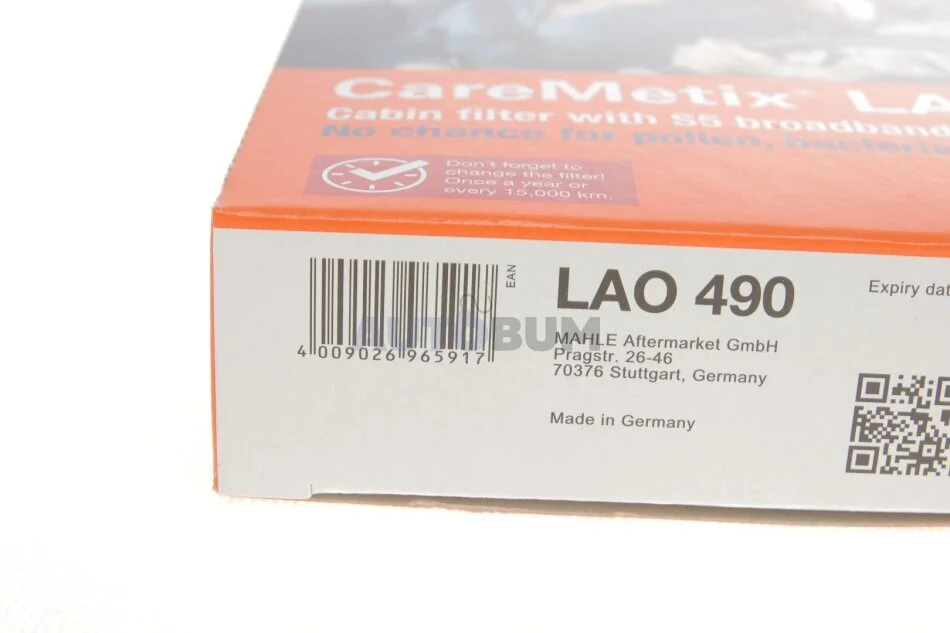 CareMetix® LA
Cabin filter with S5 broadband
No chance for pollen, bacteria
Don't forget to
change the filter!
Once a year or
every 15,000 km.
EAN
4 009026 965917
LAO 490
MAHLE Aftermarket GmbH
Pragstr. 26-46
70376 Stuttgart, Germany
Made in Germany
Expiry dat
AUTOBUM